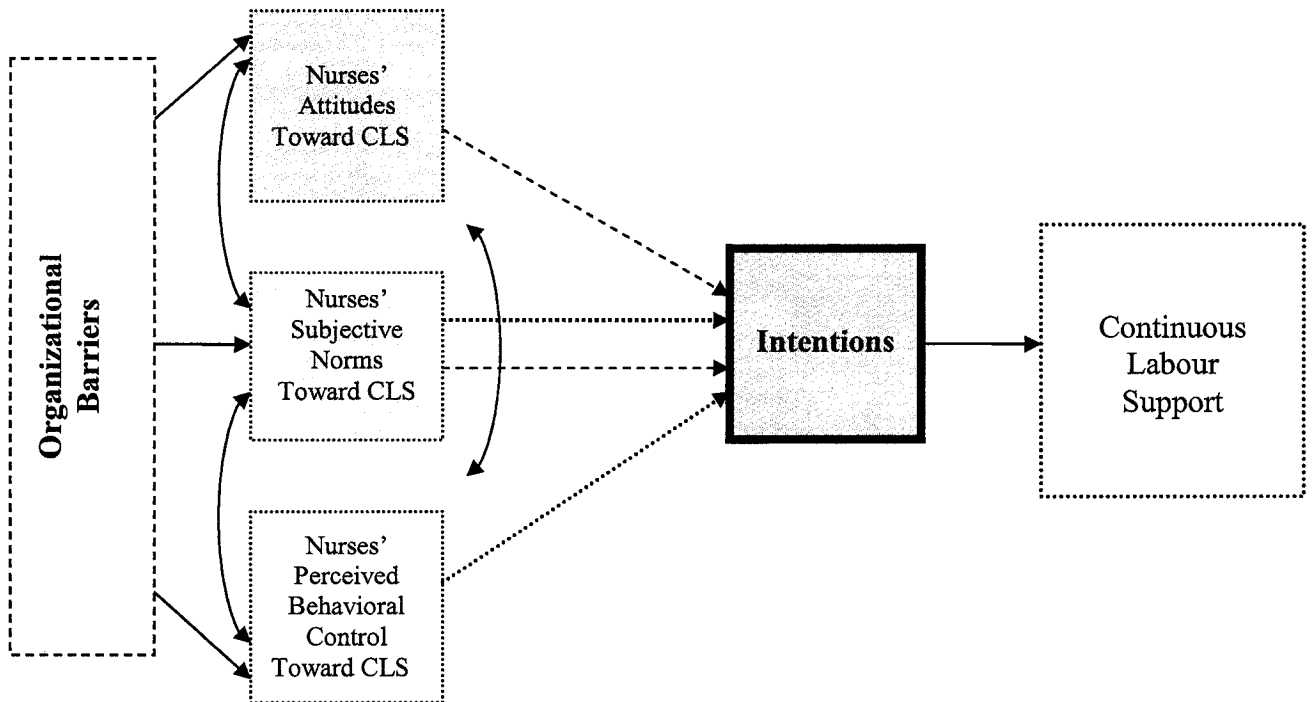 Organizational
Barriers
Nurses’
Attitudes
Toward CLS
Nurses’
Subjective
Norms
Toward CLS
Nurses’
Perceived
Behavioral
Control
Toward CLS
Intentions
Continuous
Labour
Support